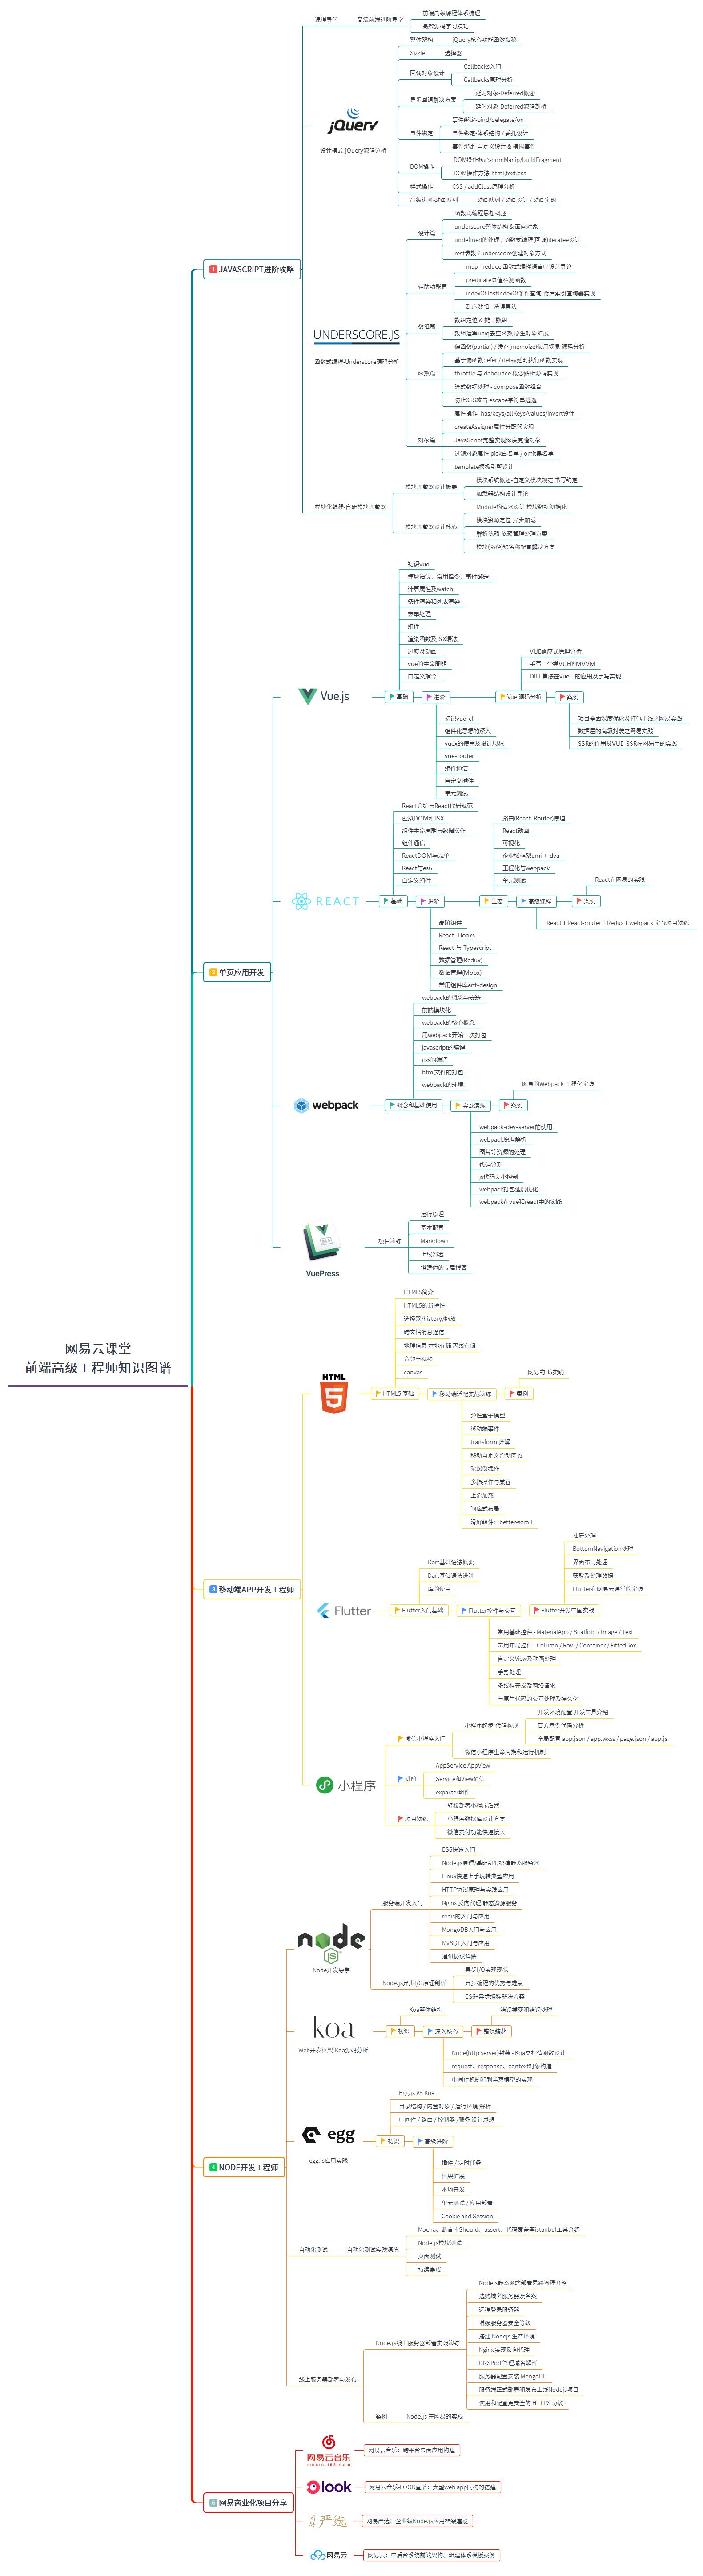 网易云课堂
前端高级工程师知识图谱
1 JAVASCRIPT进阶攻略
课程导学
高级前端进阶导学
前端高级课程体系梳理
高效源码学习技巧
jQuery
设计模式-jQuery源码分析
整体架构
jQuery核心功能函数揭秘
Sizzle
选择器
回调对象设计
Callbacks入门
Callbacks原理分析
异步回调解决方案
延时对象-Deferred概念
延时对象-Deferred源码剖析
事件绑定
事件绑定-bind/delegate/on
事件绑定-体系结构 / 委托设计
事件绑定-自定义设计 & 模拟事件
DOM操作
DOM操作核心-domManip/buildFragment
DOM操作方法-html,text,css
样式操作
CSS / addClass原理分析
高级进阶-动画队列
动画队列 / 动画设计 / 动画实现
UNDERSCORE.JS
函数式编程-Underscore源码分析
设计篇
函数式编程思想概述
underscore整体结构 & 面向对象
undefined的处理 / 函数式编程(回调)iteratee设计
rest参数 / underscore创建对象方式
辅助功能篇
map - reduce 函数式编程语言中设计导论
predicate真值检测函数
indexOf lastIndexOf条件查询-背后索引查询器实现
乱序数组 - 洗牌算法
数组篇
数组定位 & 摊平数组
数组运算uniq去重函数 原生对象扩展
函数篇
偏函数(partial) / 缓存(memoize)使用场景 源码分析
基于偏函数defer / delay延时执行函数实现
throttle 与 debounce 概念解析源码实现
流式数据处理 - compose函数组合
防止XSS攻击 escape字符串逃逸
对象篇
属性操作- has/keys/allKeys/values/invert设计
createAssigner属性分配器实现
JavaScript完整实现深度克隆对象
过滤对象属性 pick白名单 / omit黑名单
template模板引擎设计
模块化编程-自研模块加载器
模块加载器设计概要
模块系统概述-自定义模块规范 书写约定
加载器结构设计导论
模块加载器设计核心
Module构造器设计 模块数据初始化
模块资源定位-异步加载
解析依赖-依赖管理处理方案
模块(路径)短名称配置解决方案
2 单页应用开发
Vue.js
基础
初识vue
模块语法、常用指令、事件绑定
计算属性及watch
条件渲染和列表渲染
表单处理
组件
渲染函数及JSX语法
过渡及动画
vue的生命周期
自定义指令
进阶
初识vue-cli
组件化思想的深入
vuex的使用及设计思想
vue-router
组件通信
自定义插件
单元测试
Vue 源码分析
VUE响应式原理分析
手写一个类VUE的MVVM
DIFF算法在vue中的应用及手写实现
案例
项目全面深度优化及打包上线之网易实践
数据层的高级封装之网易实践
SSR的作用及VUE-SSR在网易中的实践
REACT
基础
React介绍与React代码规范
虚拟DOM和JSX
组件生命周期与数据操作
组件通信
ReactDOM与表单
React与es6
自定义组件
进阶
高阶组件
React Hooks
React 与 Typescript
数据管理(Redux)
数据管理(Mobx)
常用组件库ant-design
生态
路由(React-Router)原理
React动画
可视化
企业级框架umi + dva
工程化与webpack
单元测试
高级课程
React + React-router + Redux + webpack 实战项目演练
案例
React在网易的实践
webpack
概念和基础使用
webpack的概念与安装
前端模块化
webpack的核心概念
用webpack开始一次打包
javascript的编译
css的编译
html文件的打包
webpack的环境
实战演练
webpack-dev-server的使用
webpack原理解析
图片等资源的处理
代码分割
js代码大小控制
webpack打包速度优化
webpack在vue和react中的实践
案例
网易的Webpack 工程化实践
VuePress
项目演练
运行原理
基本配置
Markdown
上线部署
搭建你的专属博客
3 移动端APP开发工程师
HTML
5
HTML5 基础
HTML5简介
HTML5的新特性
选择器/history/拖放
跨文档消息通信
地理信息 本地存储 离线存储
音频与视频
canvas
移动端适配实战演练
弹性盒子模型
移动端事件
transform 详解
移动自定义滑动区域
陀螺仪操作
多指操作与兼容
上滑加载
响应式布局
滑屏组件：better-scroll
案例
网易的H5实践
Flutter
Flutter入门基础
Dart基础语法概要
Dart基础语法进阶
库的使用
Flutter控件与交互
常用基础控件 - MaterialApp / Scaffold / Image / Text
常用布局控件 - Column / Row / Container / FittedBox
自定义View及动画处理
手势处理
多线程开发及网络请求
与原生代码的交互处理及持久化
Flutter开源中国实战
抽屉处理
BottomNavigation处理
界面布局处理
获取及处理数据
Flutter在网易云课堂的实践
小程序
微信小程序入门
小程序起步-代码构成
开发环境配置 开发工具介绍
官方示例代码分析
全局配置 app.json / app.wxss / page.json / app.js
微信小程序生命周期和运行机制
进阶
AppService AppView
Service和View通信
exparser组件
项目演练
轻松部署小程序后端
小程序数据库设计方案
微信支付功能快速接入
4 NODE开发工程师
node
JS
Node开发导学
服务端开发入门
ES6快速入门
Node.js原理/基础API/搭建静态服务器
Linux快速上手玩转典型应用
HTTP协议原理与实践应用
Nginx 反向代理 静态资源服务
redis的入门与应用
MongoDB入门与应用
MySQL入门与应用
通讯协议详解
Node.js异步I/O原理剖析
异步I/O实现现状
异步编程的优势与难点
ES6+异步编程解决方案
koa
Web开发框架-Koa源码分析
初识
Koa整体结构
深入核心
Node(http server)封装 - Koa类构造函数设计
request、response、context对象构造
中间件机制和剥洋葱模型的实现
错误捕获
错误捕获和错误处理
egg
egg.js应用实践
初识
Egg.js VS Koa
目录结构 / 内置对象 / 运行环境 解析
中间件 / 路由 / 控制器 /服务 设计思想
高级进阶
插件 / 定时任务
框架扩展
本地开发
单元测试 / 应用部署
Cookie and Session
自动化测试
自动化测试实践演练
Mocha、断言库Should、assert、代码覆盖率istanbul工具介绍
Node.js模块测试
页面测试
持续集成
线上服务器部署与发布
Node.js线上服务器部署实践演练
Nodejs静态网站部署思路流程介绍
选购域名服务器及备案
远程登录服务器
增强服务器安全等级
搭建 Nodejs 生产环境
Nginx 实现反向代理
DNSPod 管理域名解析
服务器配置安装 MongoDB
服务端正式部署和发布上线Nodejs项目
使用和配置更安全的 HTTPS 协议
案例
Node.js 在网易的实践
5 网易商业化项目分享
网易云音乐
music.163.com
网易云音乐：跨平台桌面应用构建
look
网易云音乐-LOOK直播：大型web app同构的搭建
网易严选
网易严选：企业级Node.js应用框架建设
网易云
网易云：中后台系统前端架构、搭建体系模板案例